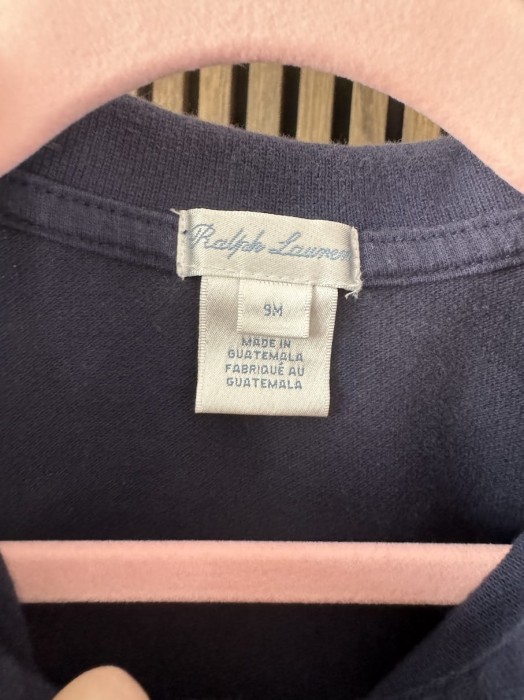 Ralph Lauren
9M
MADE IN
GUATEMALA
FABRIQUÉ AU
GUATEMALA